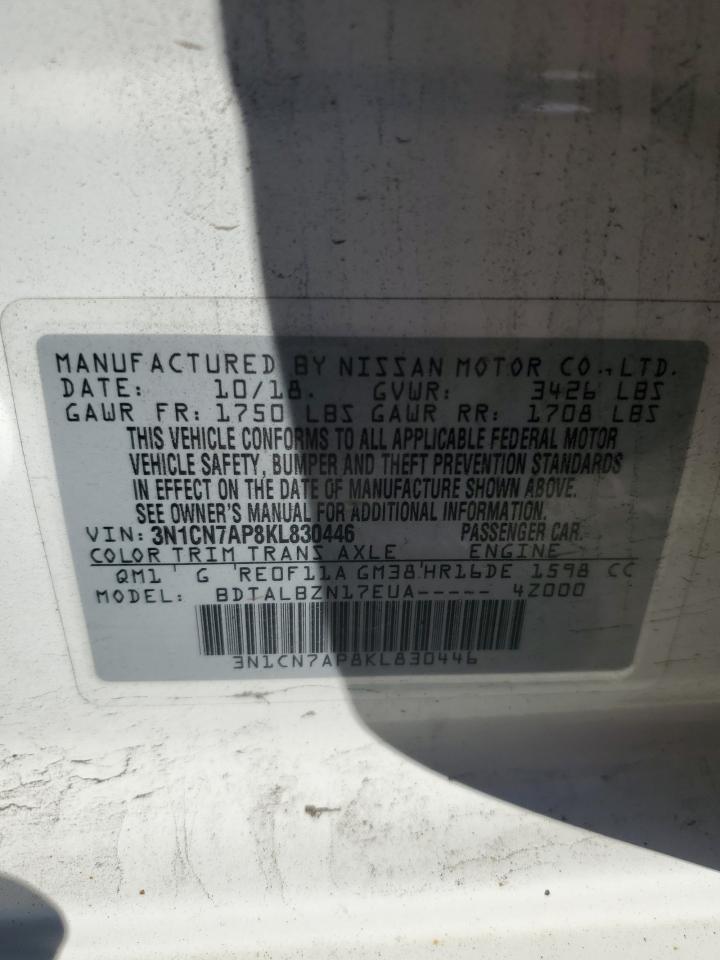 MANUFACTURED BY NISSAN MOTOR CO.,LTD.
DATE: 10/18. GVWR: 3426 LBS
GAWR FR: 1750 LBS GAWR RR: 1708 LBS
THIS VEHICLE CONFORMS TO ALL APPLICABLE FEDERAL MOTOR
VEHICLE SAFETY, BUMPER AND THEFT PREVENTION STANDARDS
IN EFFECT ON THE DATE OF MANUFACTURE SHOWN ABOVE.
SEE OWNER'S MANUAL FOR ADDITIONAL INFORMATION.
VIN: 3N1CN7AP8KL830446 PASSENGER CAR.
COLOR TRIM TRANS AXLE ENGINE
QM1 ' G 'RE0F11A GM38'HR16DE 1598 CC
MODEL: BDTALBZN17EUA----- 4Z000
3N1CN7AP8KL830446